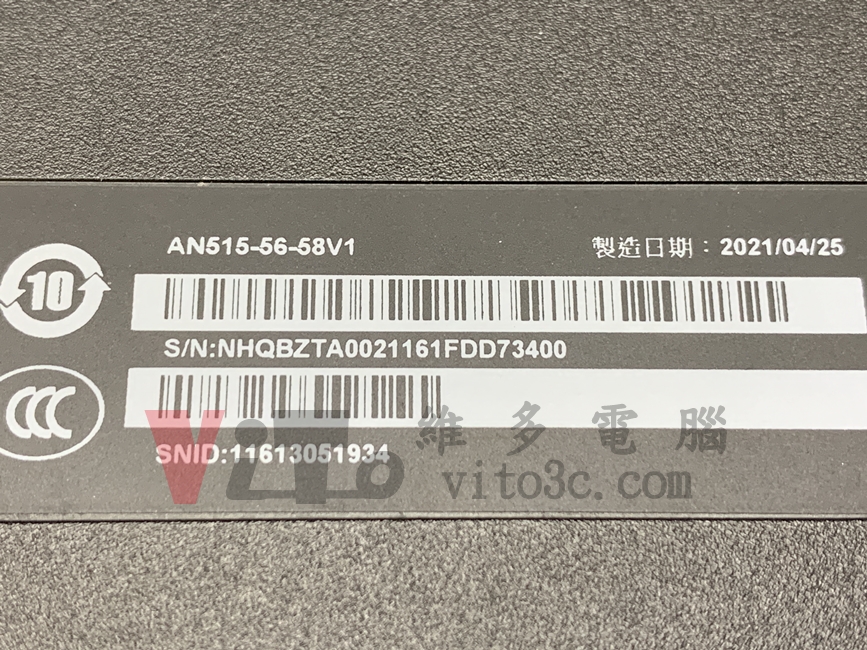 AN515-56-58V1
製造日期：2021/04/25
10
S/N:NHQBZTA0021161FDD73400
CCC
SNID:11613051934
ViTo 維多電腦
vito3c.com